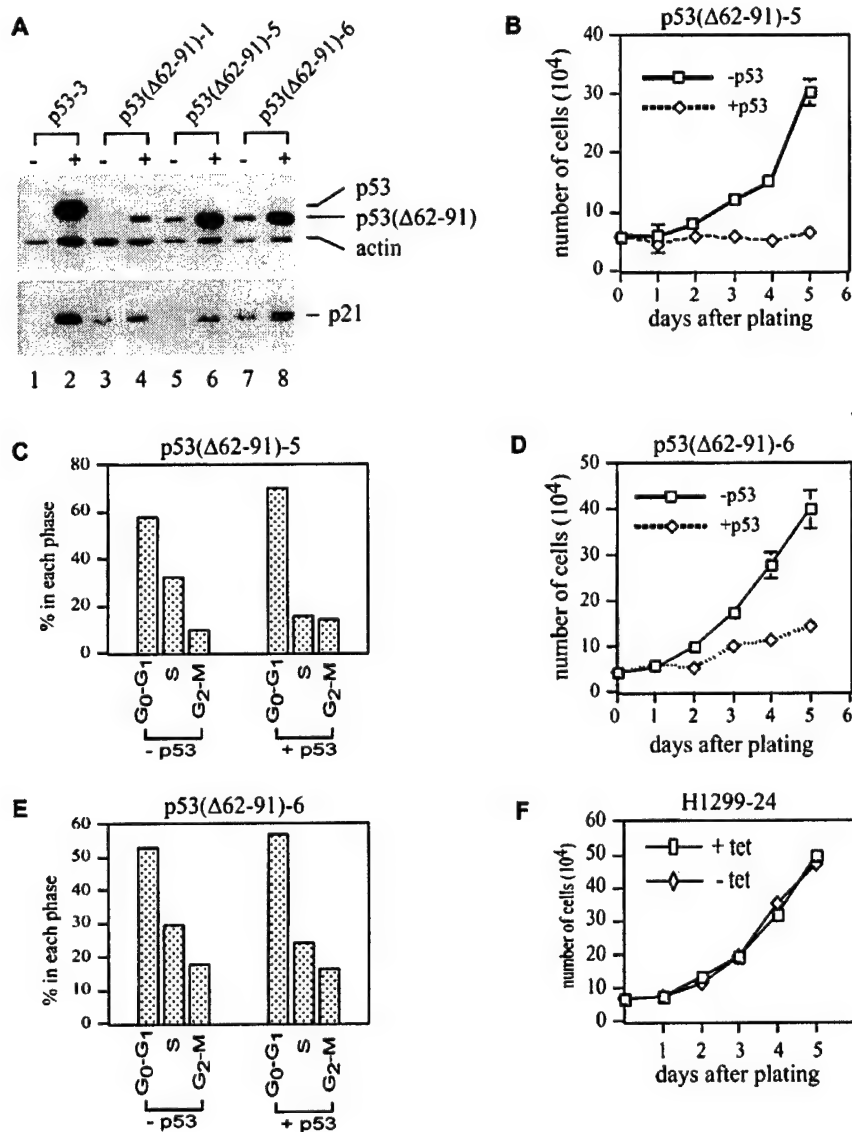 A
p53-3
p53(Δ62-91)-1
p53(Δ62-91)-5
p53(Δ62-91)-6
- + - + - + - +
p53
p53(Δ62-91)
actin
p21
1 2 3 4 5 6 7 8
B
p53(Δ62-91)-5
number of cells (10⁴)
40
30
20
10
0
-p53
+p53
0 1 2 3 4 5 6
days after plating
C
p53(Δ62-91)-5
% in each phase
80
60
40
20
0
G₀-G₁ S G₂-M G₀-G₁ S G₂-M
- p53 + p53
D
p53(Δ62-91)-6
number of cells (10⁴)
50
40
30
20
10
0
-p53
+p53
0 1 2 3 4 5 6
days after plating
E
p53(Δ62-91)-6
% in each phase
60
50
40
30
20
10
0
G₀-G₁ S G₂-M G₀-G₁ S G₂-M
- p53 + p53
F
H1299-24
number of cells (10⁴)
60
50
40
30
20
10
0
+ tet
- tet
1 2 3 4 5
days after plating